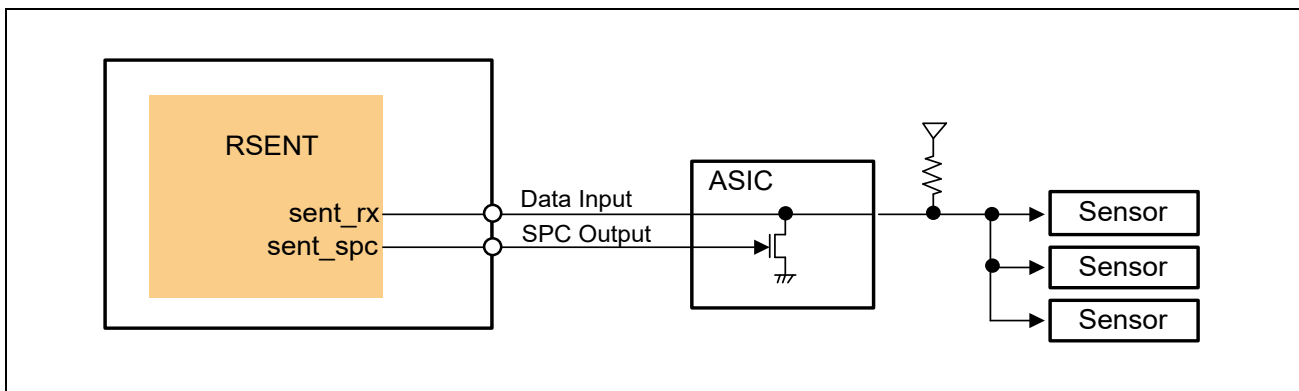 RSENT
sent_rx
sent_spc
Data Input
SPC Output
ASIC
Sensor
Sensor
Sensor